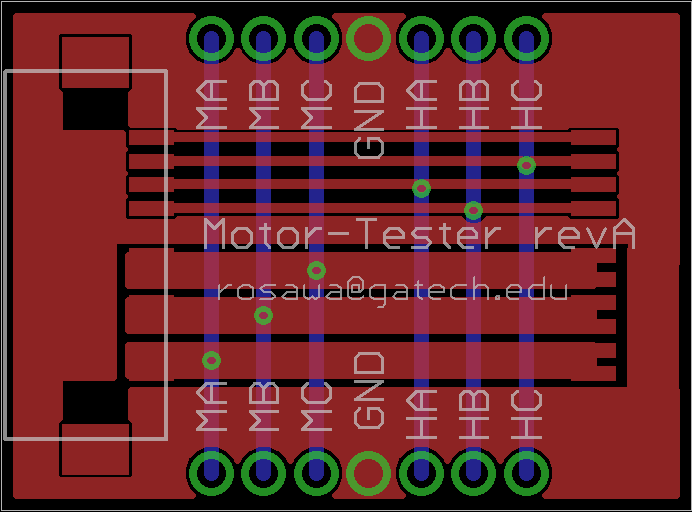 MA MB MC GND HA HB HC
Motor-Tester revA
rosawa@gatech.edu
MA MB MC GND HA HB HC